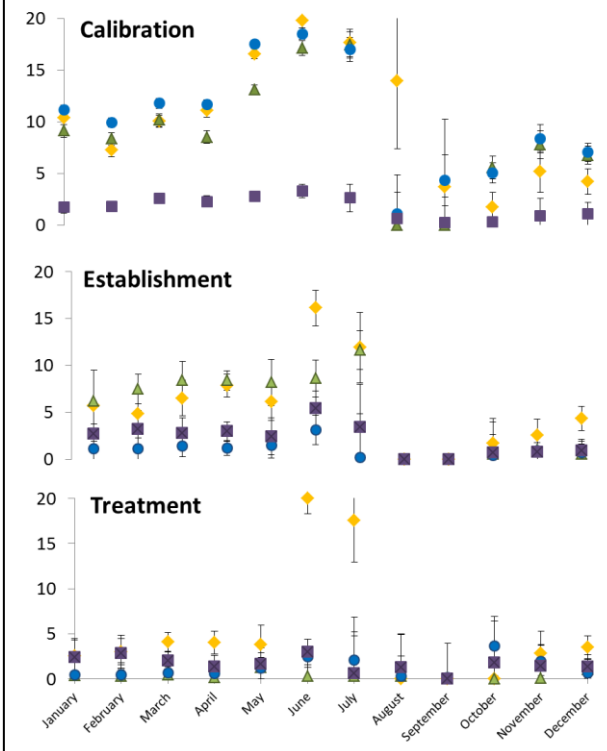 Calibration
20
15
10
5
0
Establishment
20
15
10
5
0
Treatment
20
15
10
5
0
January
February
March
April
May
June
July
August
September
October
November
December